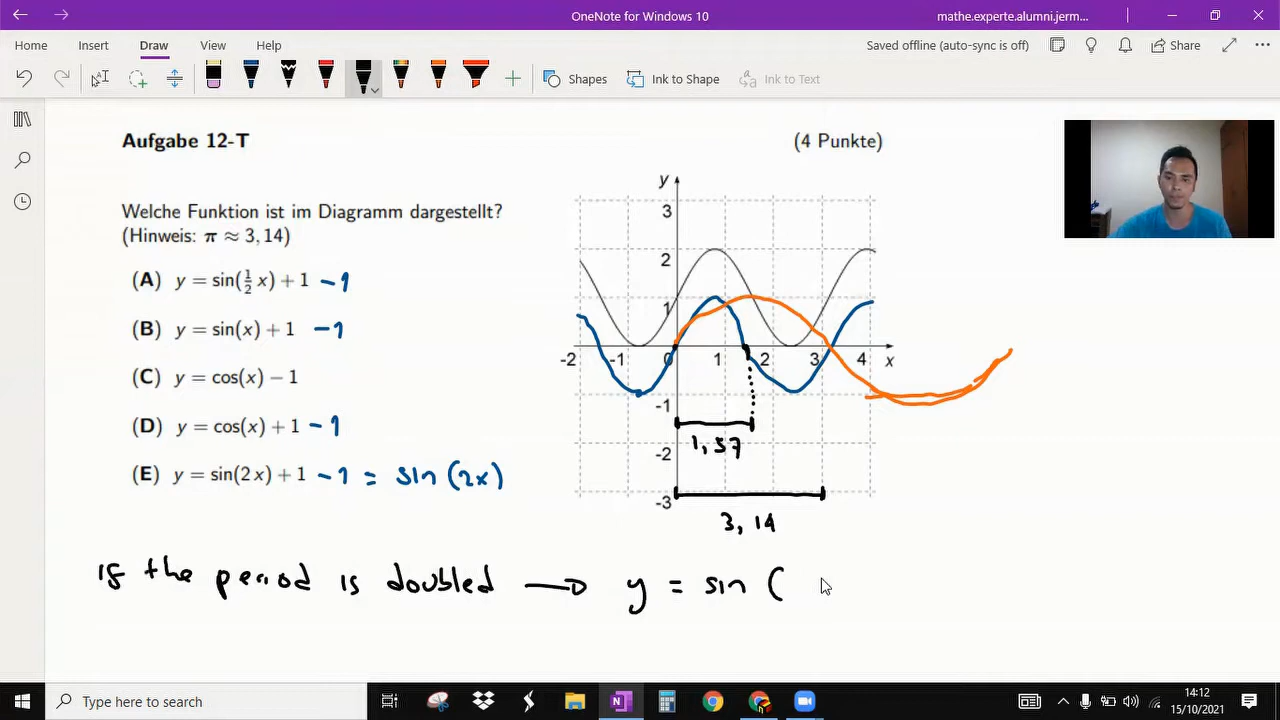 OneNote for Windows 10
mathe.experte.alumni.jerm...
Home Insert Draw View Help
Saved offline (auto-sync is off)
Share
Shapes Ink to Shape Ink to Text
Aufgabe 12-T (4 Punkte)
Welche Funktion ist im Diagramm dargestellt?
(Hinweis: π ≈ 3, 14)
(A) y = sin(½ x) + 1 − 1
(B) y = sin(x) + 1 − 1
(C) y = cos(x) − 1
(D) y = cos(x) + 1 − 1
(E) y = sin(2 x) + 1 − 1 = sin (2x)
y
3
2
1
-2 -1 0 1 2 3 4 x
-1
1,57
-2
-3
3,14
If the period is doubled → y = sin (
Type here to search
14:12
15/10/2021